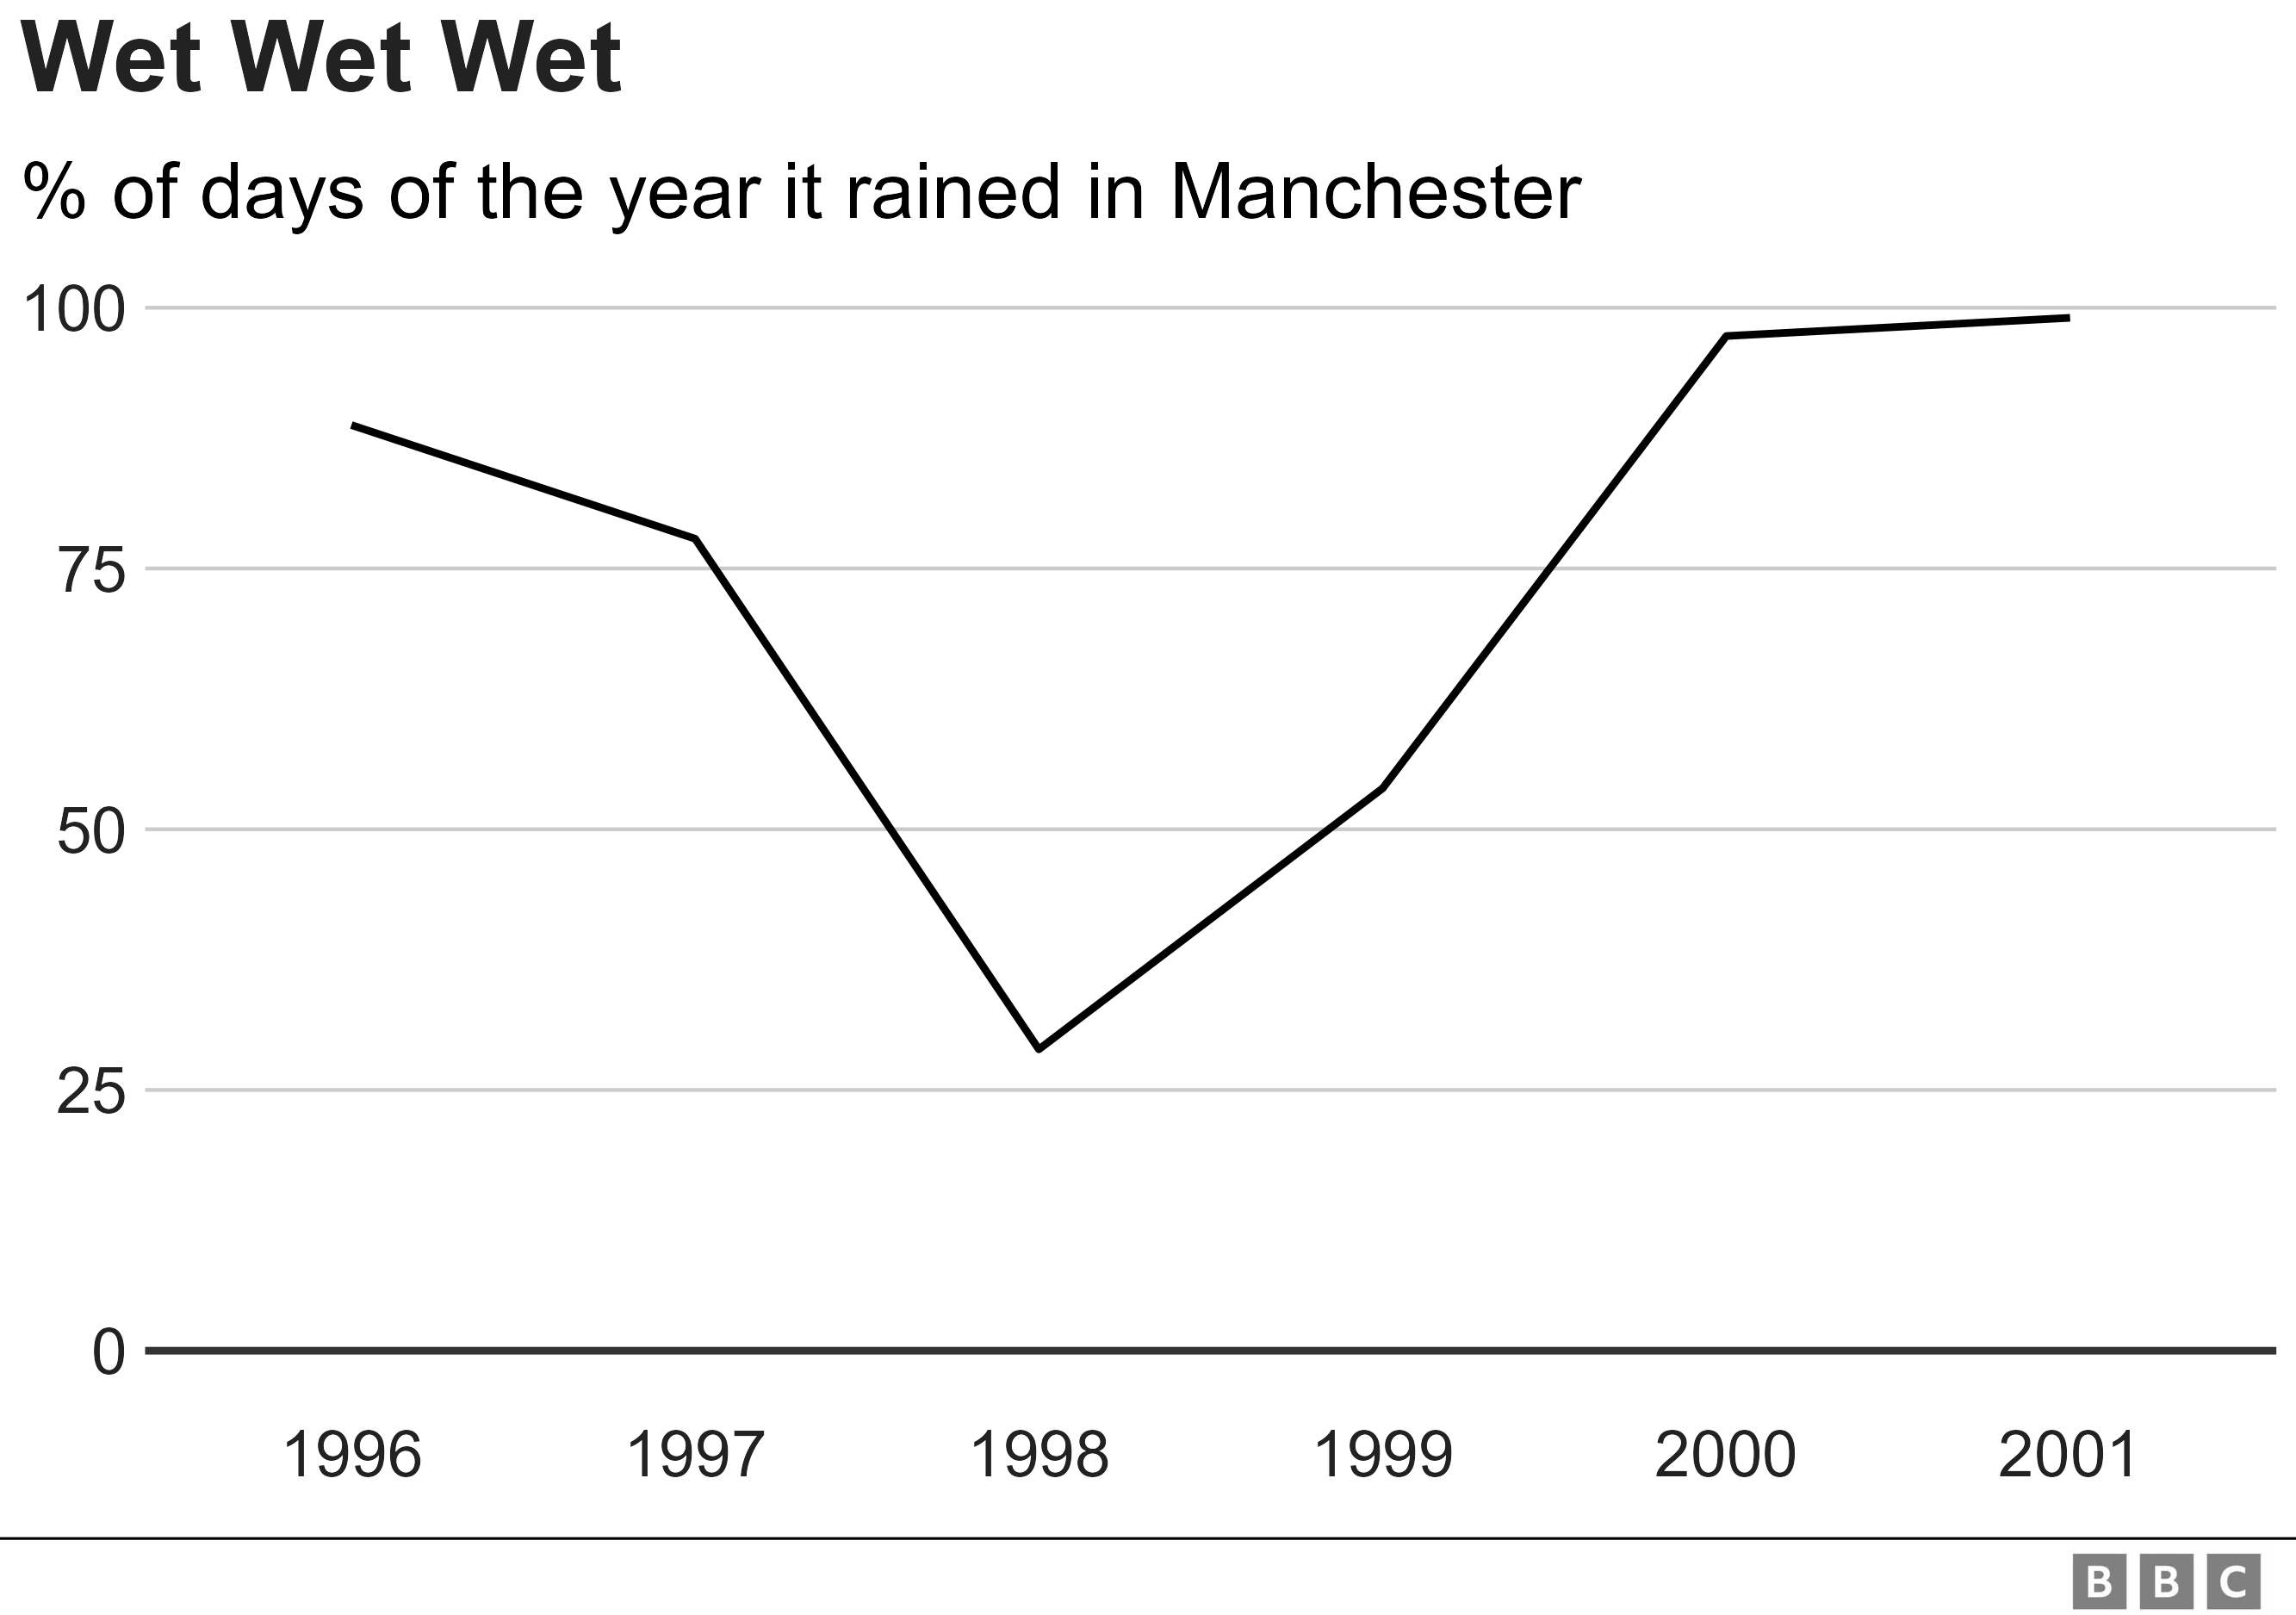 Wet Wet Wet
% of days of the year it rained in Manchester
100
75
50
25
0
1996 1997 1998 1999 2000 2001
BBC